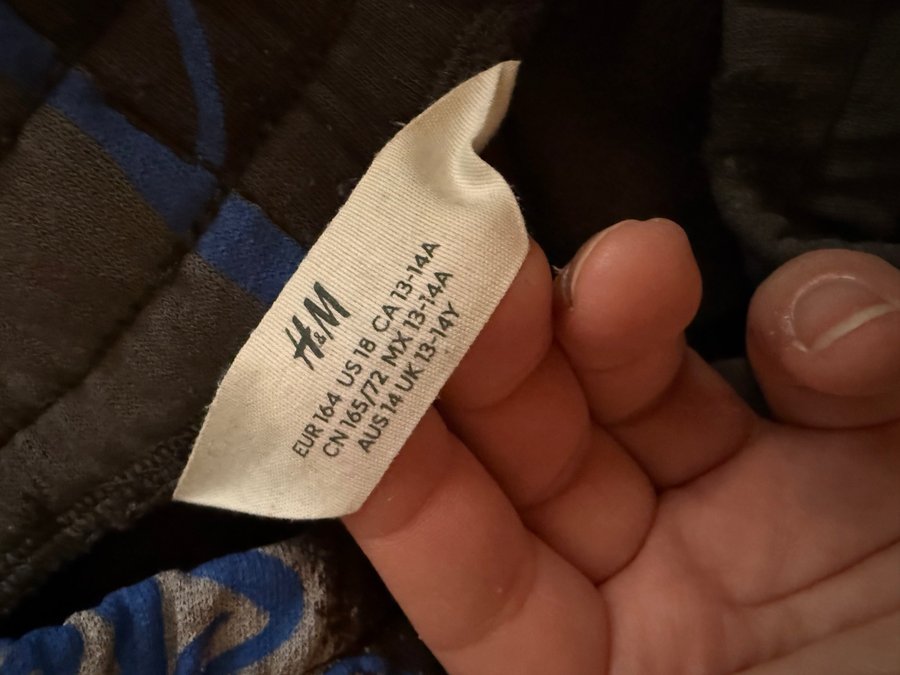 H&M
EUR 164 US 18 CA 13-14A
CN 165/72 MX 13-14A
AUS 14 UK 13-14Y